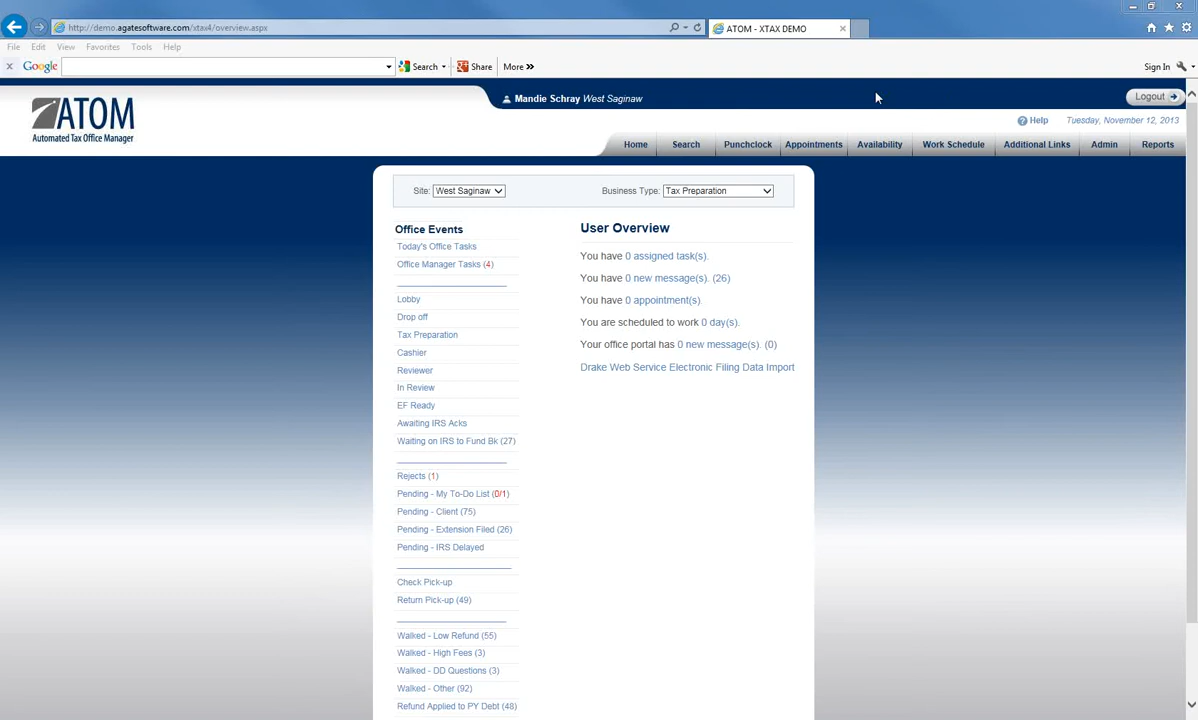 http://demo.agatesoftware.com/xtax4/overview.aspx
ATOM - XTAX DEMO
File Edit View Favorites Tools Help
Google Search Share More » Sign In
ATOM
Automated Tax Office Manager
Mandie Schray West Saginaw
Logout
Help Tuesday, November 12, 2013
Home Search Punchclock Appointments Availability Work Schedule Additional Links Admin Reports
Site: West Saginaw Business Type: Tax Preparation
Office Events
Today's Office Tasks
Office Manager Tasks (4)
Lobby
Drop off
Tax Preparation
Cashier
Reviewer
In Review
EF Ready
Awaiting IRS Acks
Waiting on IRS to Fund Bk (27)
Rejects (1)
Pending - My To-Do List (0/1)
Pending - Client (75)
Pending - Extension Filed (26)
Pending - IRS Delayed
Check Pick-up
Return Pick-up (49)
Walked - Low Refund (55)
Walked - High Fees (3)
Walked - DD Questions (3)
Walked - Other (92)
Refund Applied to PY Debt (48)
User Overview
You have 0 assigned task(s).
You have 0 new message(s). (26)
You have 0 appointment(s).
You are scheduled to work 0 day(s).
Your office portal has 0 new message(s). (0)
Drake Web Service Electronic Filing Data Import